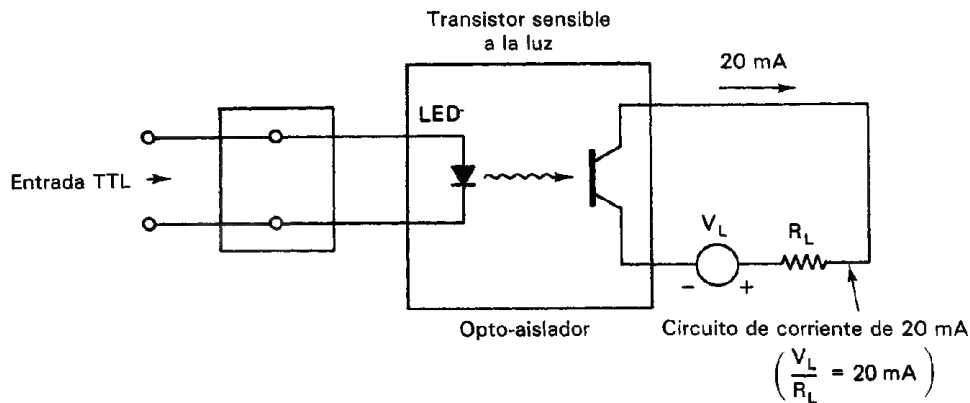 Transistor sensible
a la luz
20 mA
LED
Entrada TTL
V_L
R_L
- +
Opto-aislador
Circuito de corriente de 20 mA
(V_L / R_L = 20 mA)